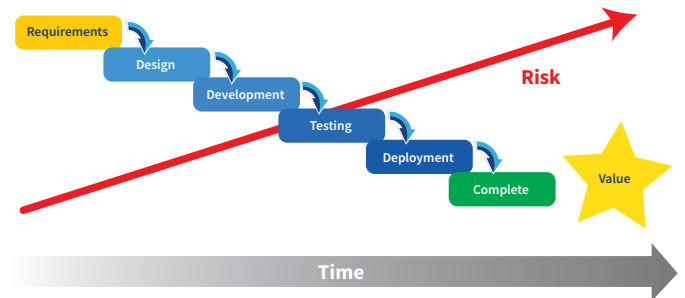 Requirements
Design
Development
Risk
Testing
Deployment
Complete
Value
Time